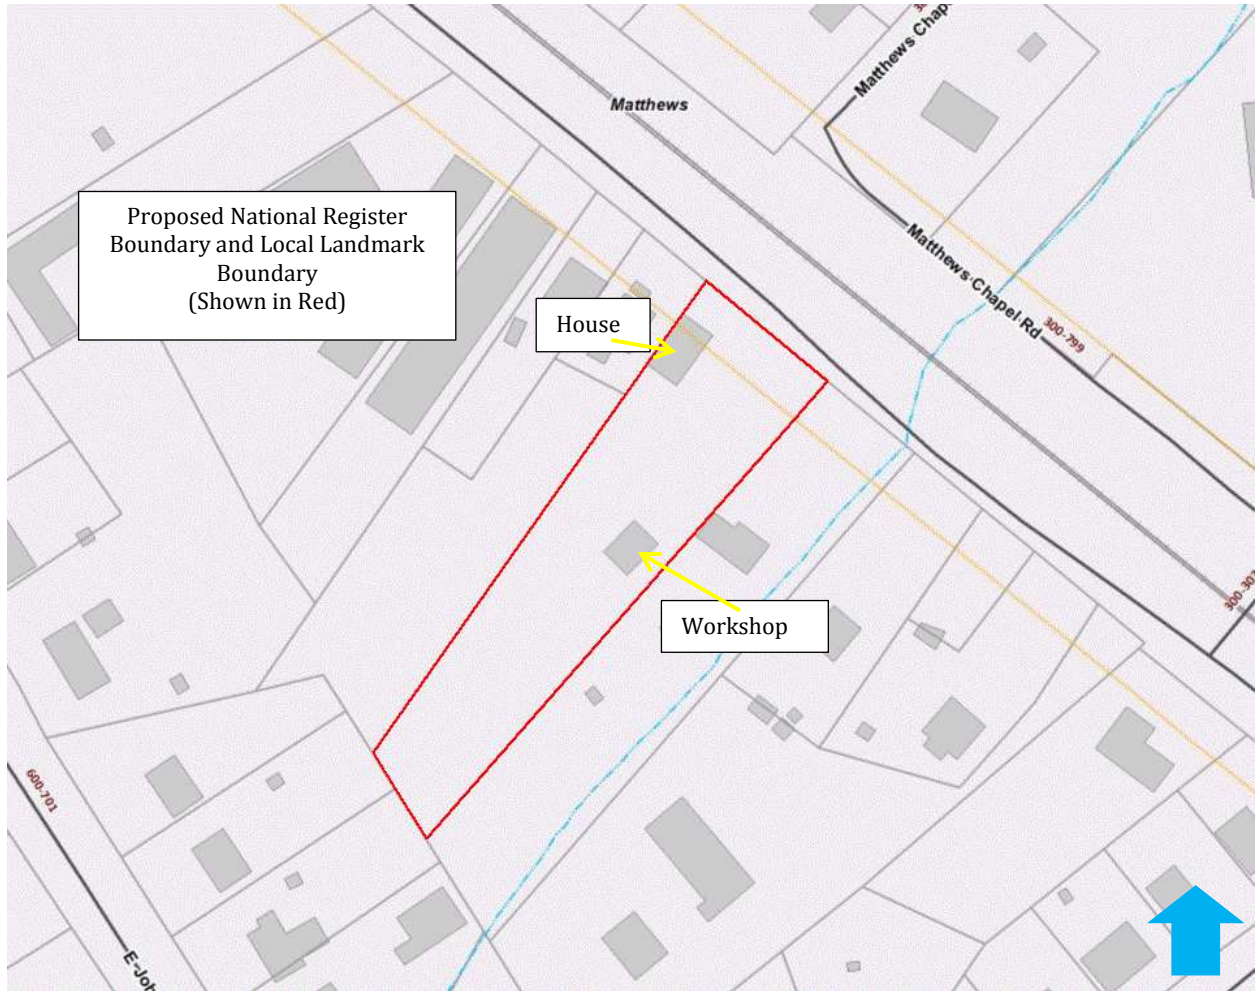 Matthews
Proposed National Register
Boundary and Local Landmark
Boundary
(Shown in Red)
House
Matthews Chapel Rd
300-799
Workshop
600-701